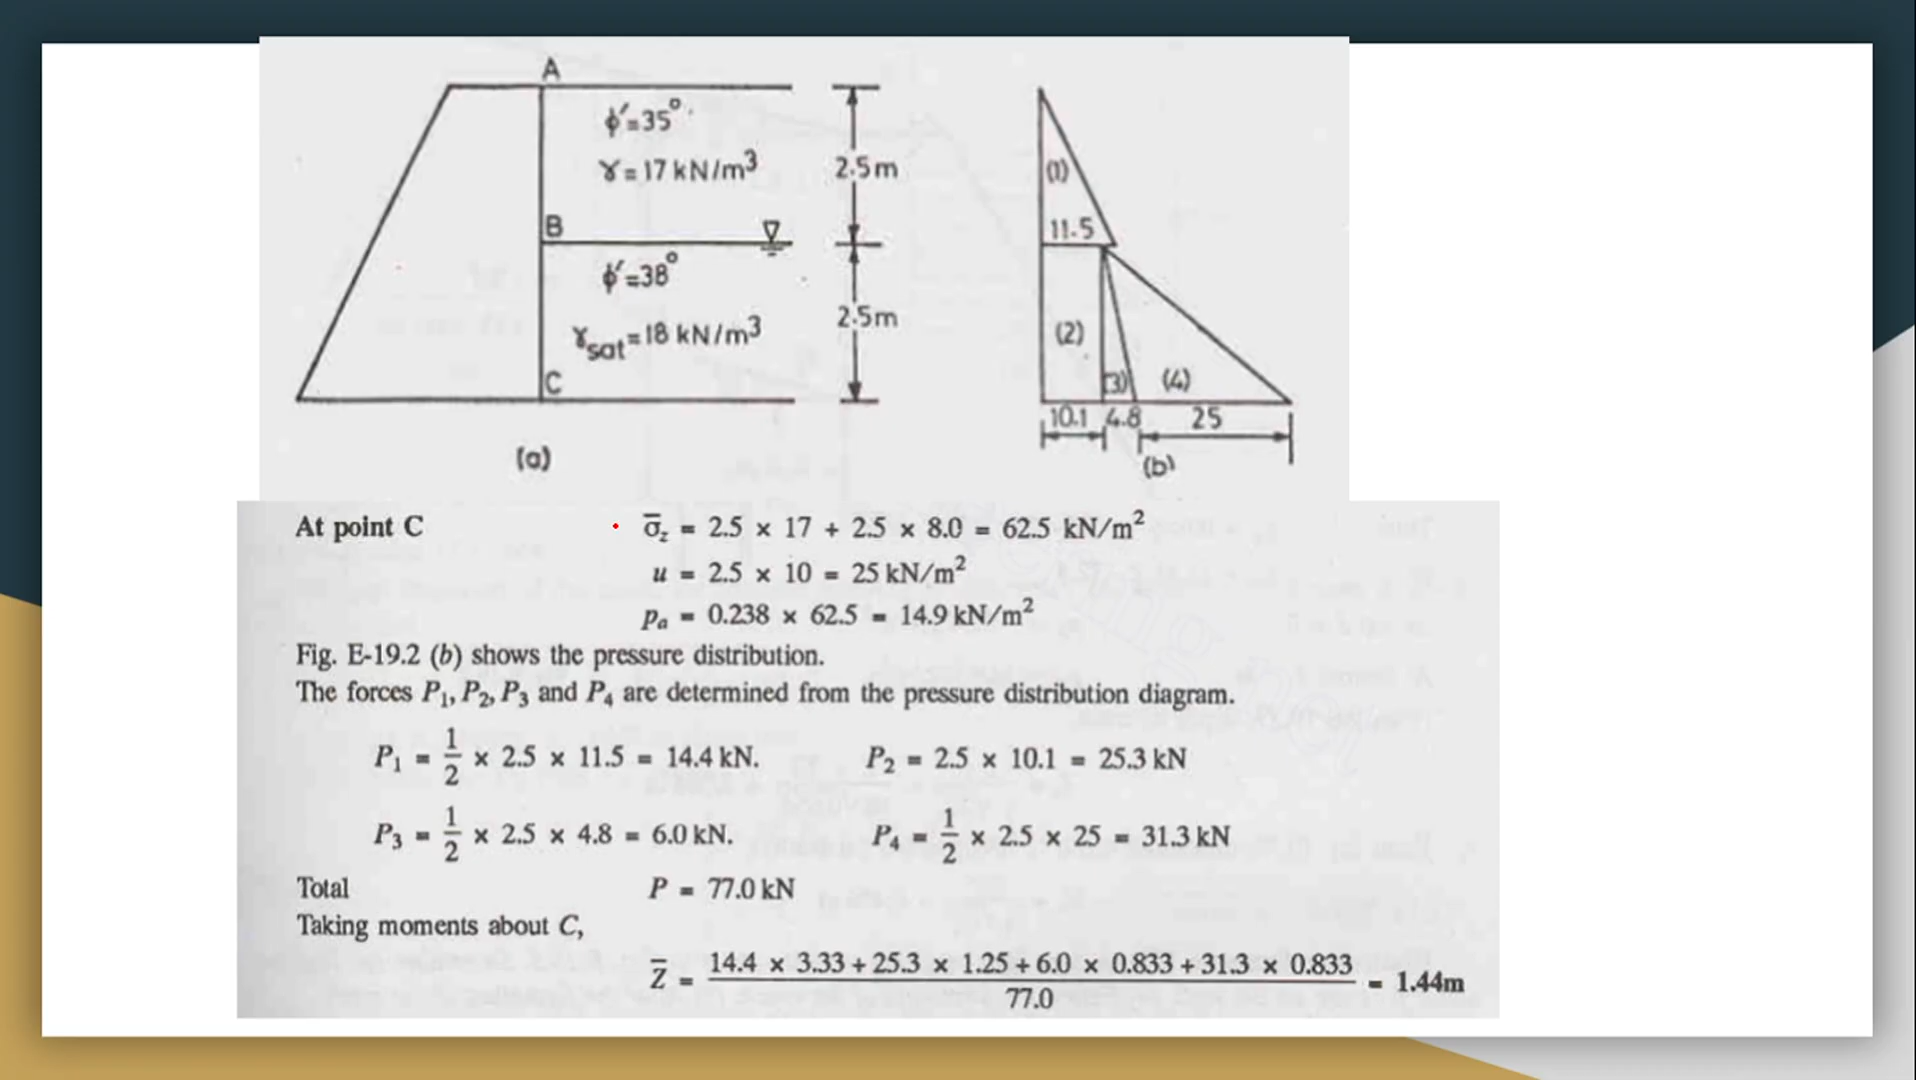 A
φ′=35°
γ=17 kN/m³
2.5m
(1)
B
11.5
φ′=38°
γsat=18 kN/m³
2.5m
(2)
C
(3)
(4)
10.1 4.8 25
(a)
(b)
At point C σ̄z = 2.5 × 17 + 2.5 × 8.0 = 62.5 kN/m²
u = 2.5 × 10 = 25 kN/m²
pa = 0.238 × 62.5 = 14.9 kN/m²
Fig. E-19.2 (b) shows the pressure distribution.
The forces P1, P2, P3 and P4 are determined from the pressure distribution diagram.
P1 = 1/2 × 2.5 × 11.5 = 14.4 kN. P2 = 2.5 × 10.1 = 25.3 kN
P3 = 1/2 × 2.5 × 4.8 = 6.0 kN. P4 = 1/2 × 2.5 × 25 = 31.3 kN
Total P = 77.0 kN
Taking moments about C,
Z̄ = 14.4 × 3.33 + 25.3 × 1.25 + 6.0 × 0.833 + 31.3 × 0.833 / 77.0 = 1.44m